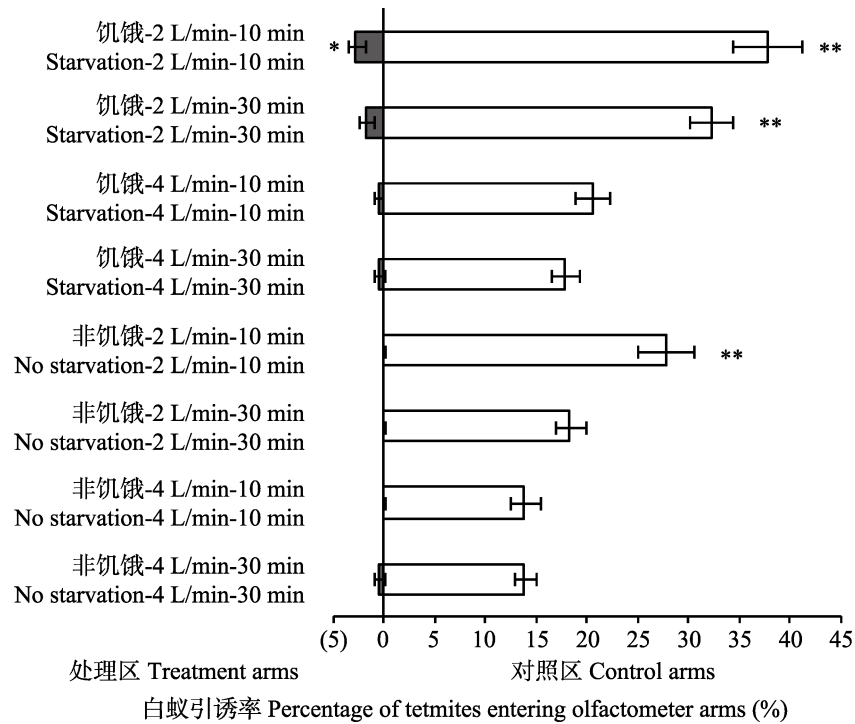 饥饿-2 L/min-10 min
Starvation-2 L/min-10 min
* **
饥饿-2 L/min-30 min
Starvation-2 L/min-30 min
**
饥饿-4 L/min-10 min
Starvation-4 L/min-10 min
饥饿-4 L/min-30 min
Starvation-4 L/min-30 min
非饥饿-2 L/min-10 min
No starvation-2 L/min-10 min
**
非饥饿-2 L/min-30 min
No starvation-2 L/min-30 min
非饥饿-4 L/min-10 min
No starvation-4 L/min-10 min
非饥饿-4 L/min-30 min
No starvation-4 L/min-30 min
(5) 0 5 10 15 20 25 30 35 40 45
处理区 Treatment arms 对照区 Control arms
白蚁引诱率 Percentage of tetmites entering olfactometer arms (%)